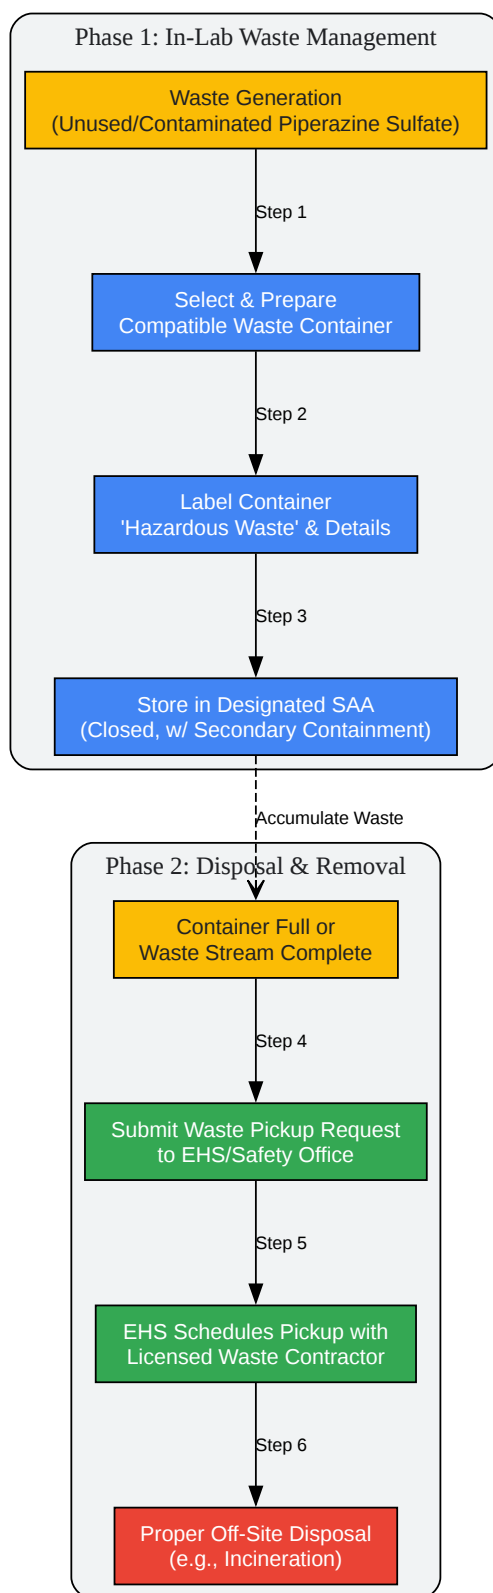 Phase 1: In-Lab Waste Management
Waste Generation
(Unused/Contaminated Piperazine Sulfate)
Step 1
Select & Prepare
Compatible Waste Container
Step 2
Label Container
'Hazardous Waste' & Details
Step 3
Store in Designated SAA
(Closed, w/ Secondary Containment)
Accumulate Waste
Phase 2: Disposal & Removal
Container Full or
Waste Stream Complete
Step 4
Submit Waste Pickup Request
to EHS/Safety Office
Step 5
EHS Schedules Pickup with
Licensed Waste Contractor
Step 6
Proper Off-Site Disposal
(e.g., Incineration)